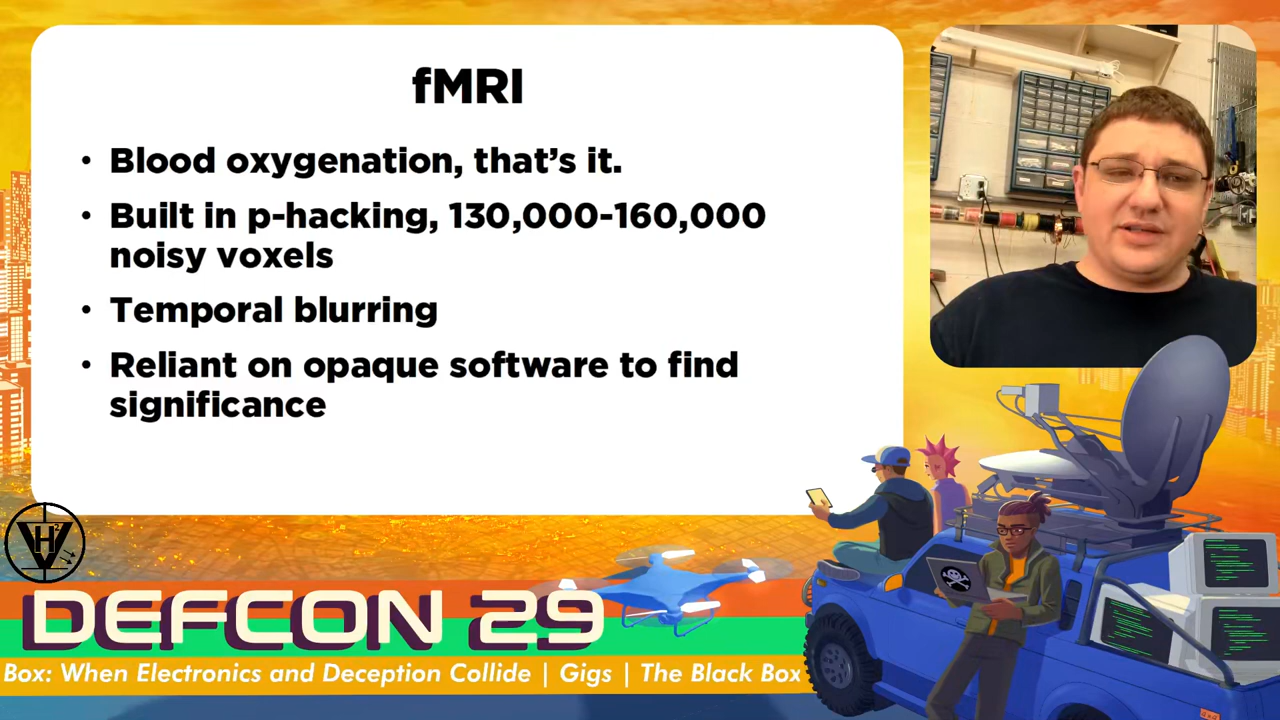 fMRI
• Blood oxygenation, that’s it.
• Built in p-hacking, 130,000-160,000
noisy voxels
• Temporal blurring
• Reliant on opaque software to find
significance
H2V
DEFCON 29
Box: When Electronics and Deception Collide | Gigs | The Black Box